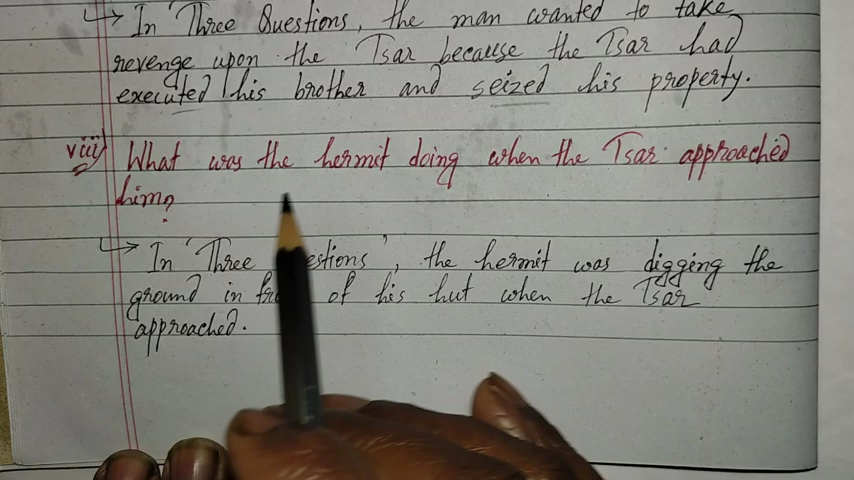 ↳ In 'Three Questions, the man wanted to take
revenge upon the Tsar because the Tsar had
executed his brother and seized his property.
viii) What was the hermit doing when the Tsar approached
him?
↳ In 'Three estions', the hermit was digging the
ground in of his hut when the Tsar
approached.